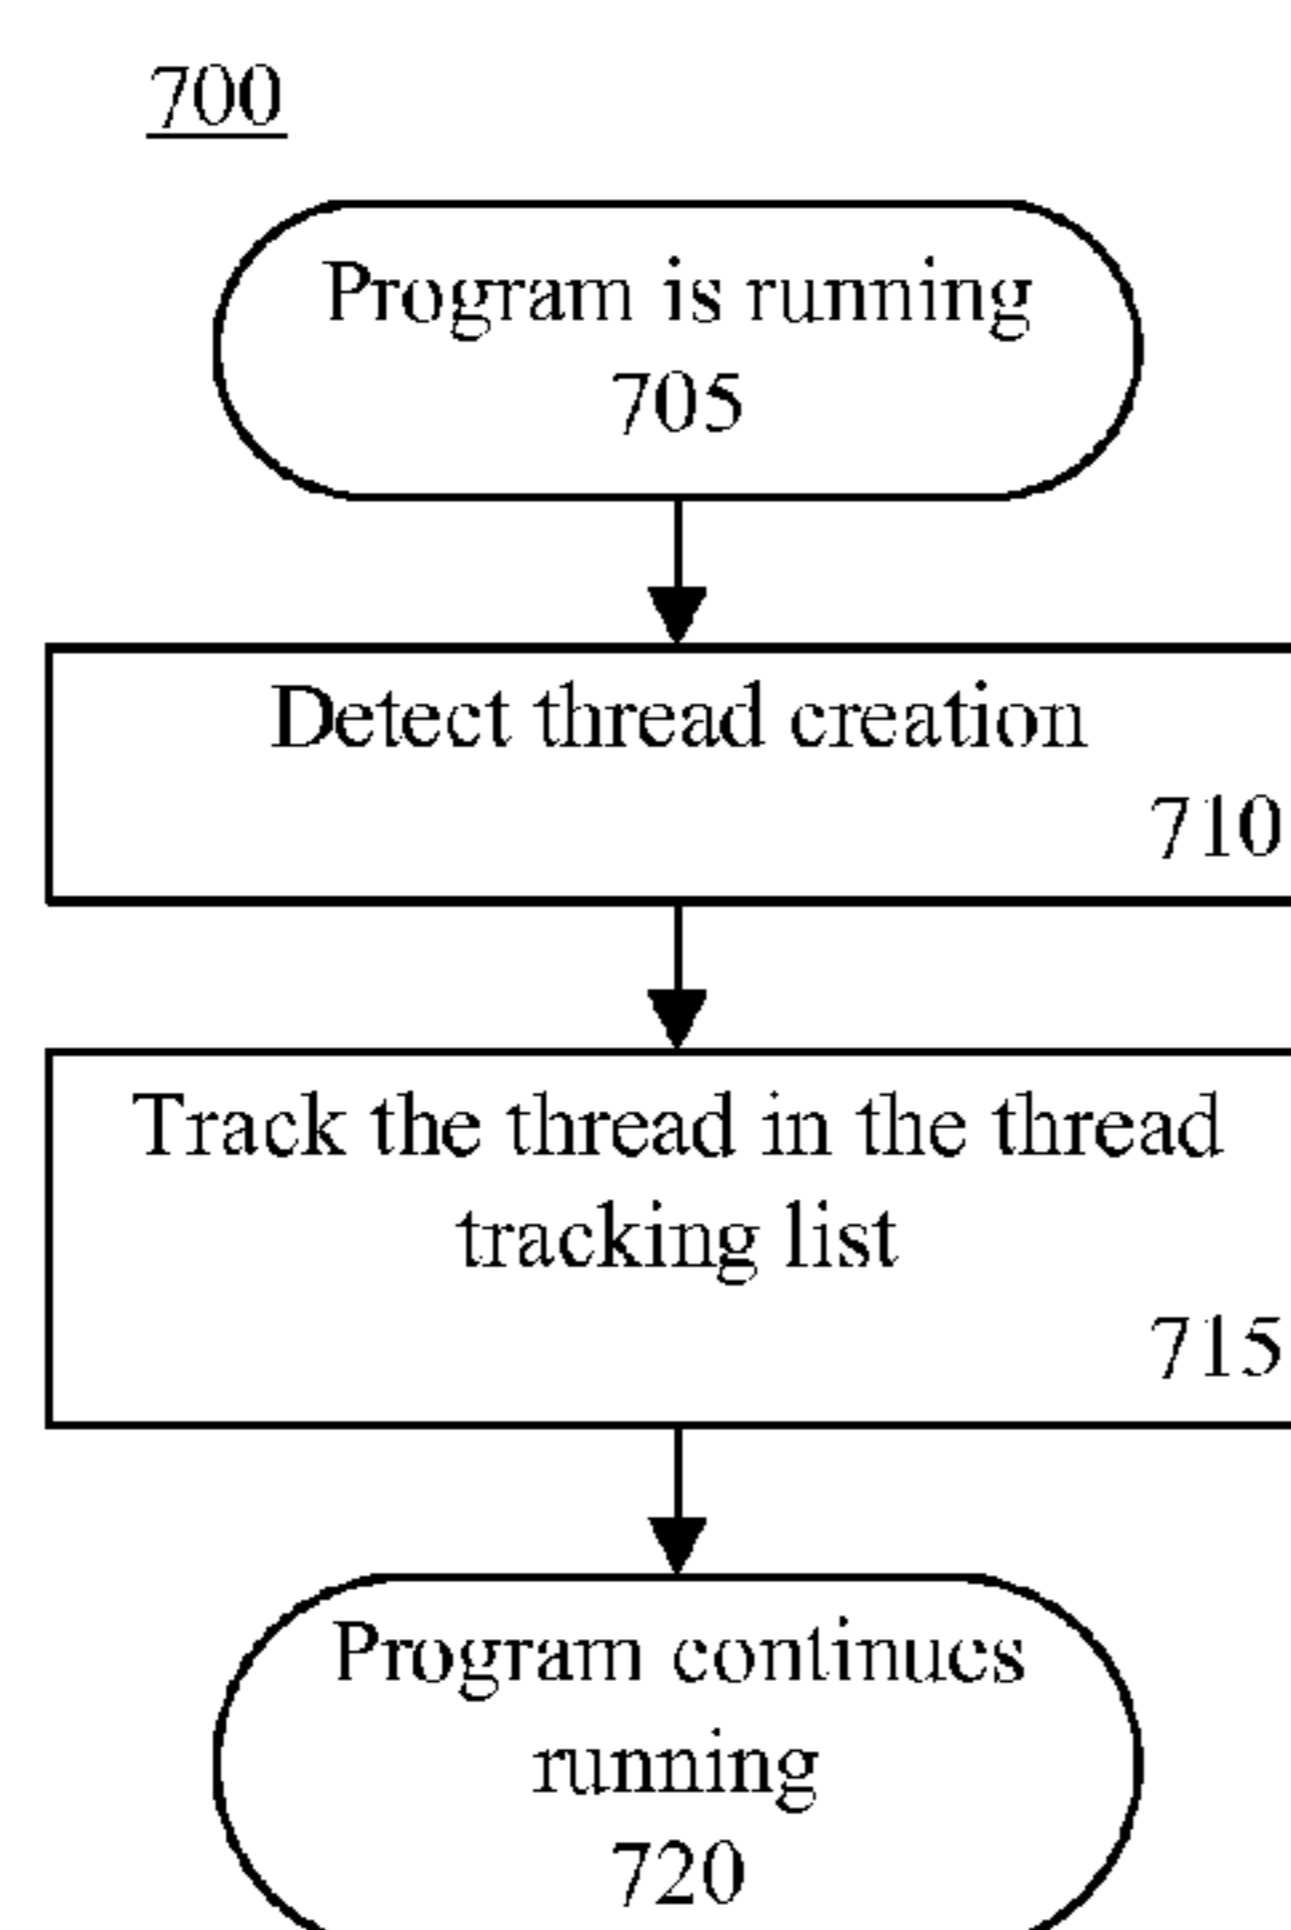 700
Program is running
705
Detect thread creation
710
Track the thread in the thread
tracking list
715
Program continues
running
720